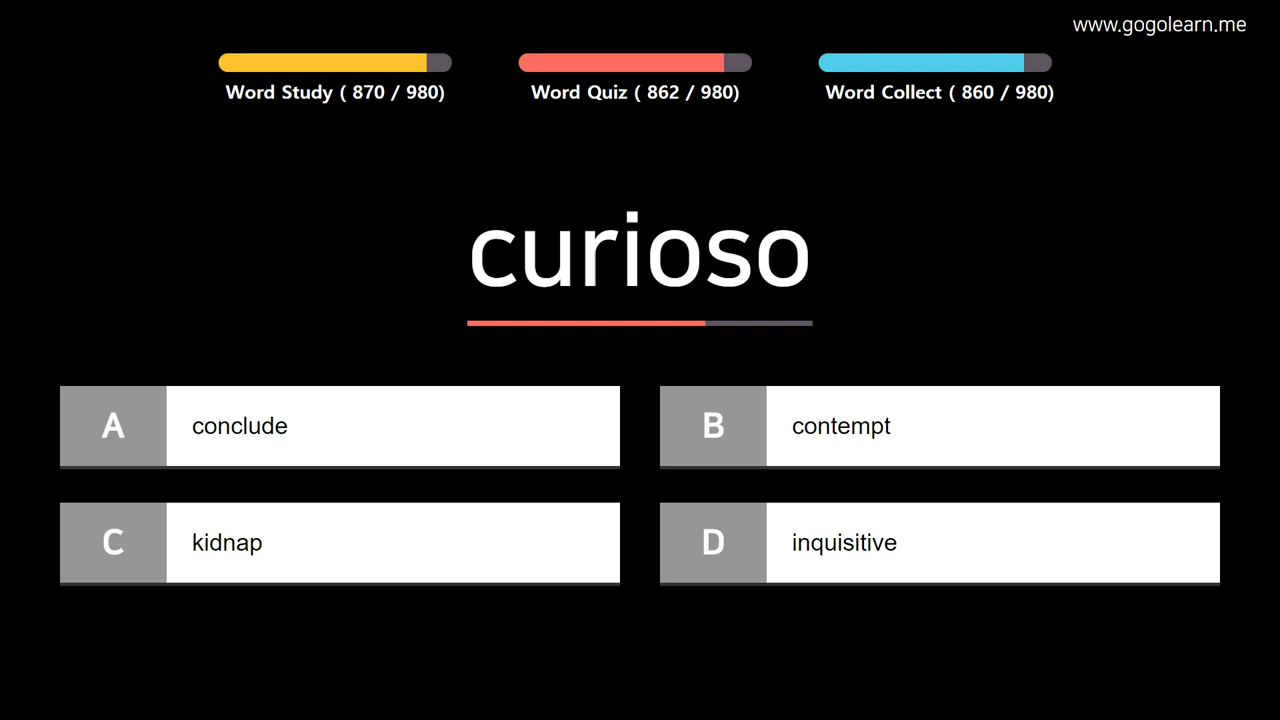 www.gogolearn.me
Word Study ( 870 / 980)
Word Quiz ( 862 / 980)
Word Collect ( 860 / 980)
curioso
A conclude
B contempt
C kidnap
D inquisitive